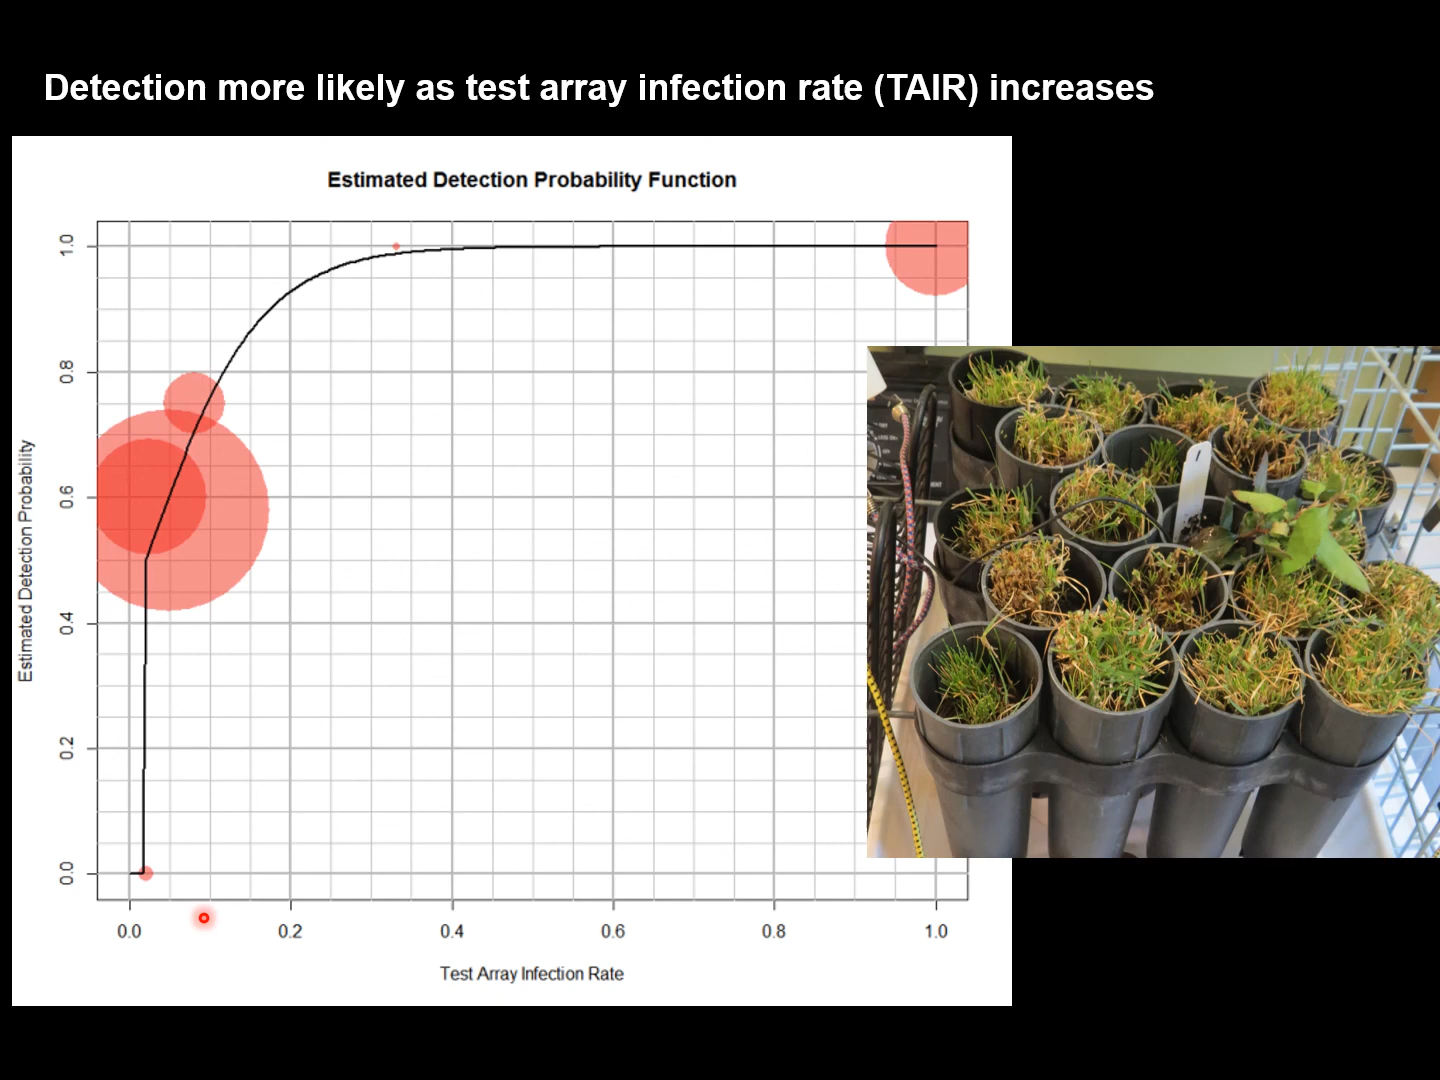 Detection more likely as test array infection rate (TAIR) increases
Estimated Detection Probability Function
Estimated Detection Probability
1.0
0.8
0.6
0.4
0.2
0.0
0.0 0.2 0.4 0.6 0.8 1.0
Test Array Infection Rate
1